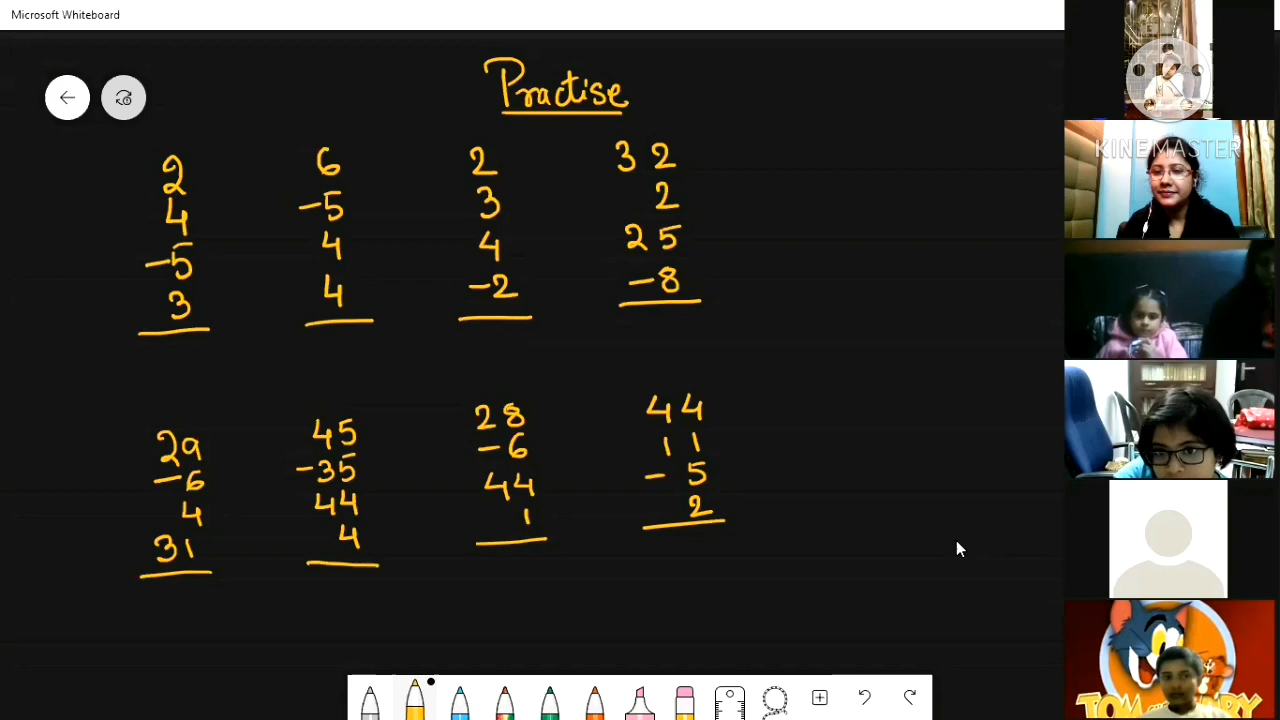 Microsoft Whiteboard
Practise
2 6 2 32
4 -5 3 2
-5 4 4 25
3 4 -2 -8
29 45 28 44
-6 -35 -6 11
4 44 44 -5
31 4 1 2
KINEMASTER